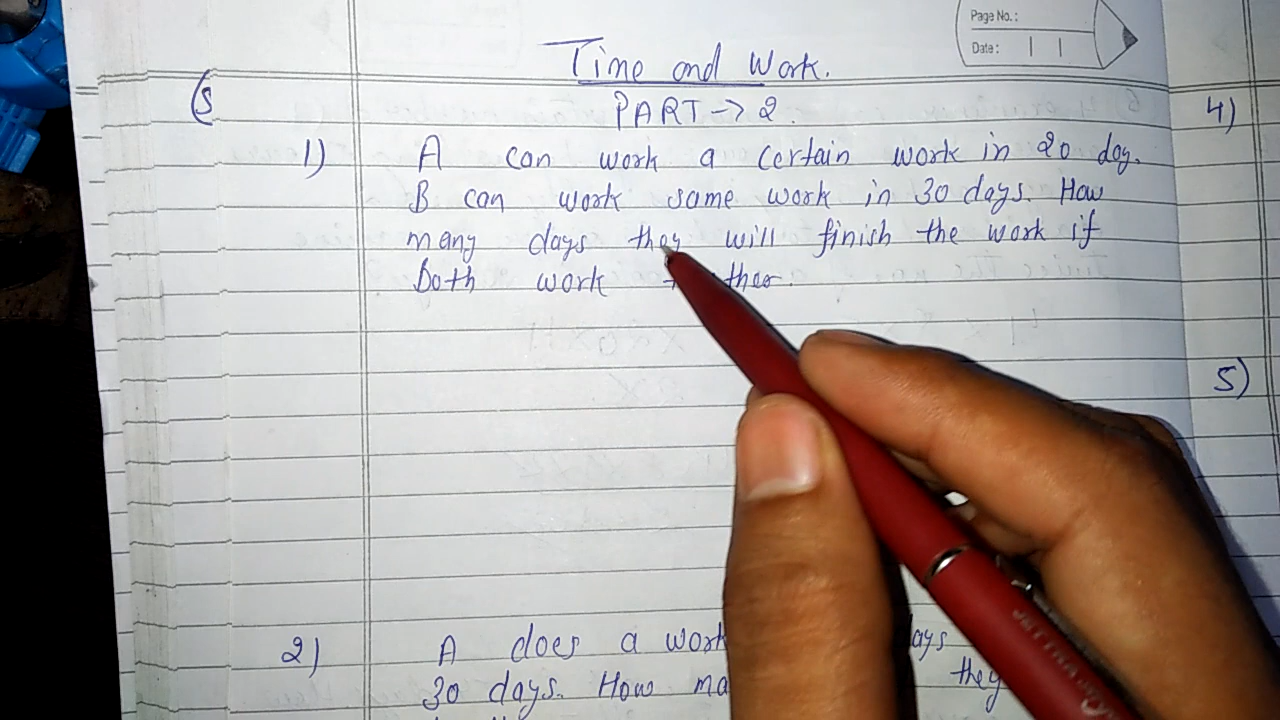 Page No.:
Date:
Time and Work.
PART → 2.
(S
1) A can work a certain work in 20 day.
B can work same work in 30 days. How
many days they will finish the work if
both work
2) A does a work
30 days. How they
4)
5)